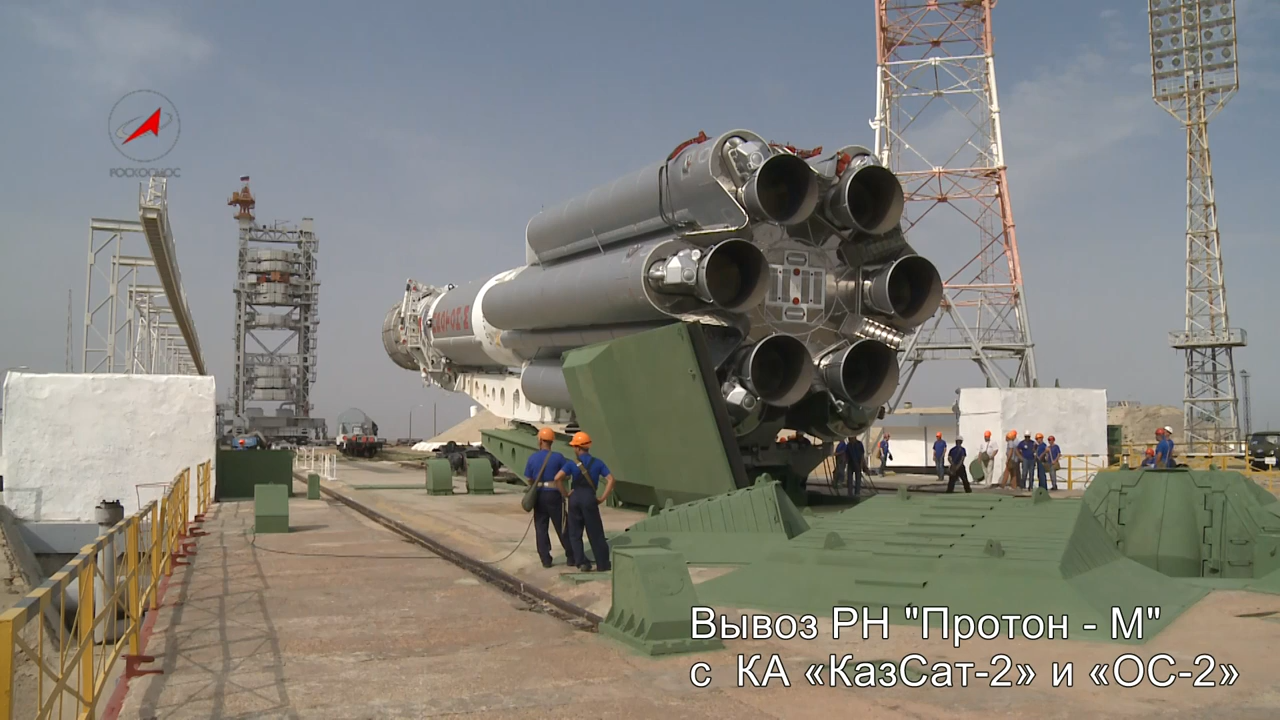 РОСКОСМОС
Вывоз РН "Протон - М"
с КА «КазСат-2» и «ОС-2»